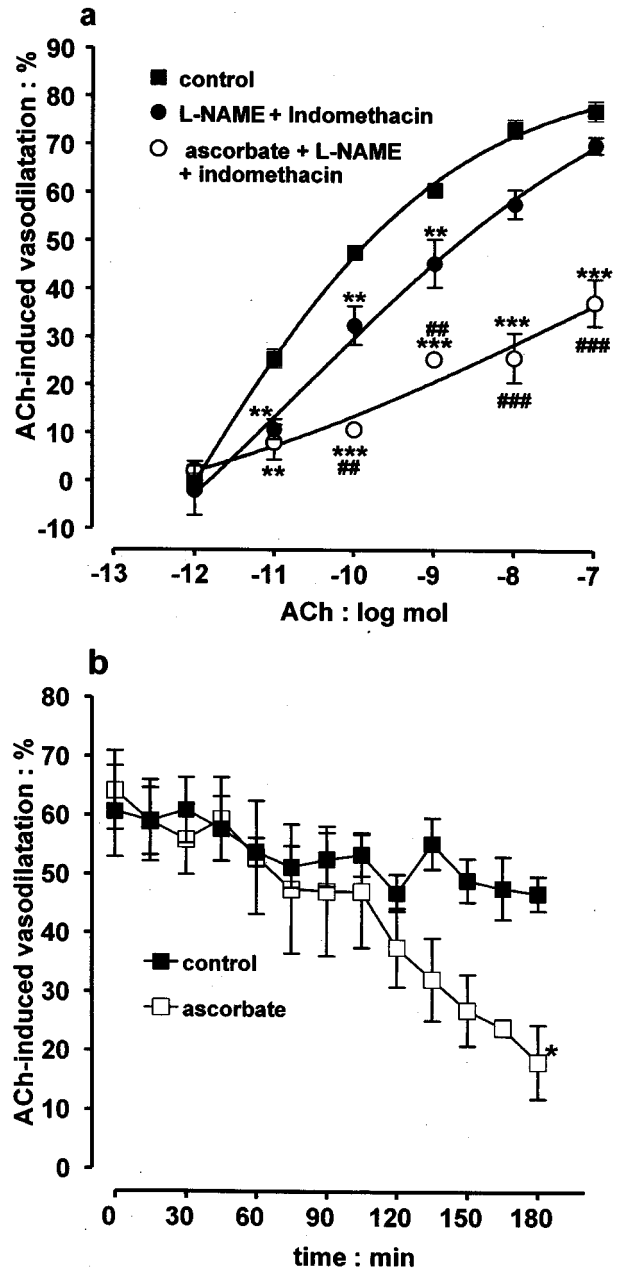 a
ACh-induced vasodilatation : %
90
80
70
60
50
40
30
20
10
0
-10
control
L-NAME + Indomethacin
ascorbate + L-NAME
+ indomethacin
**
**
**
**
***
##
##
***
***
###
***
###
-13 -12 -11 -10 -9 -8 -7
ACh : log mol
b
ACh-induced vasodilatation : %
80
70
60
50
40
30
20
10
0
control
ascorbate
*
0 30 60 90 120 150 180
time : min